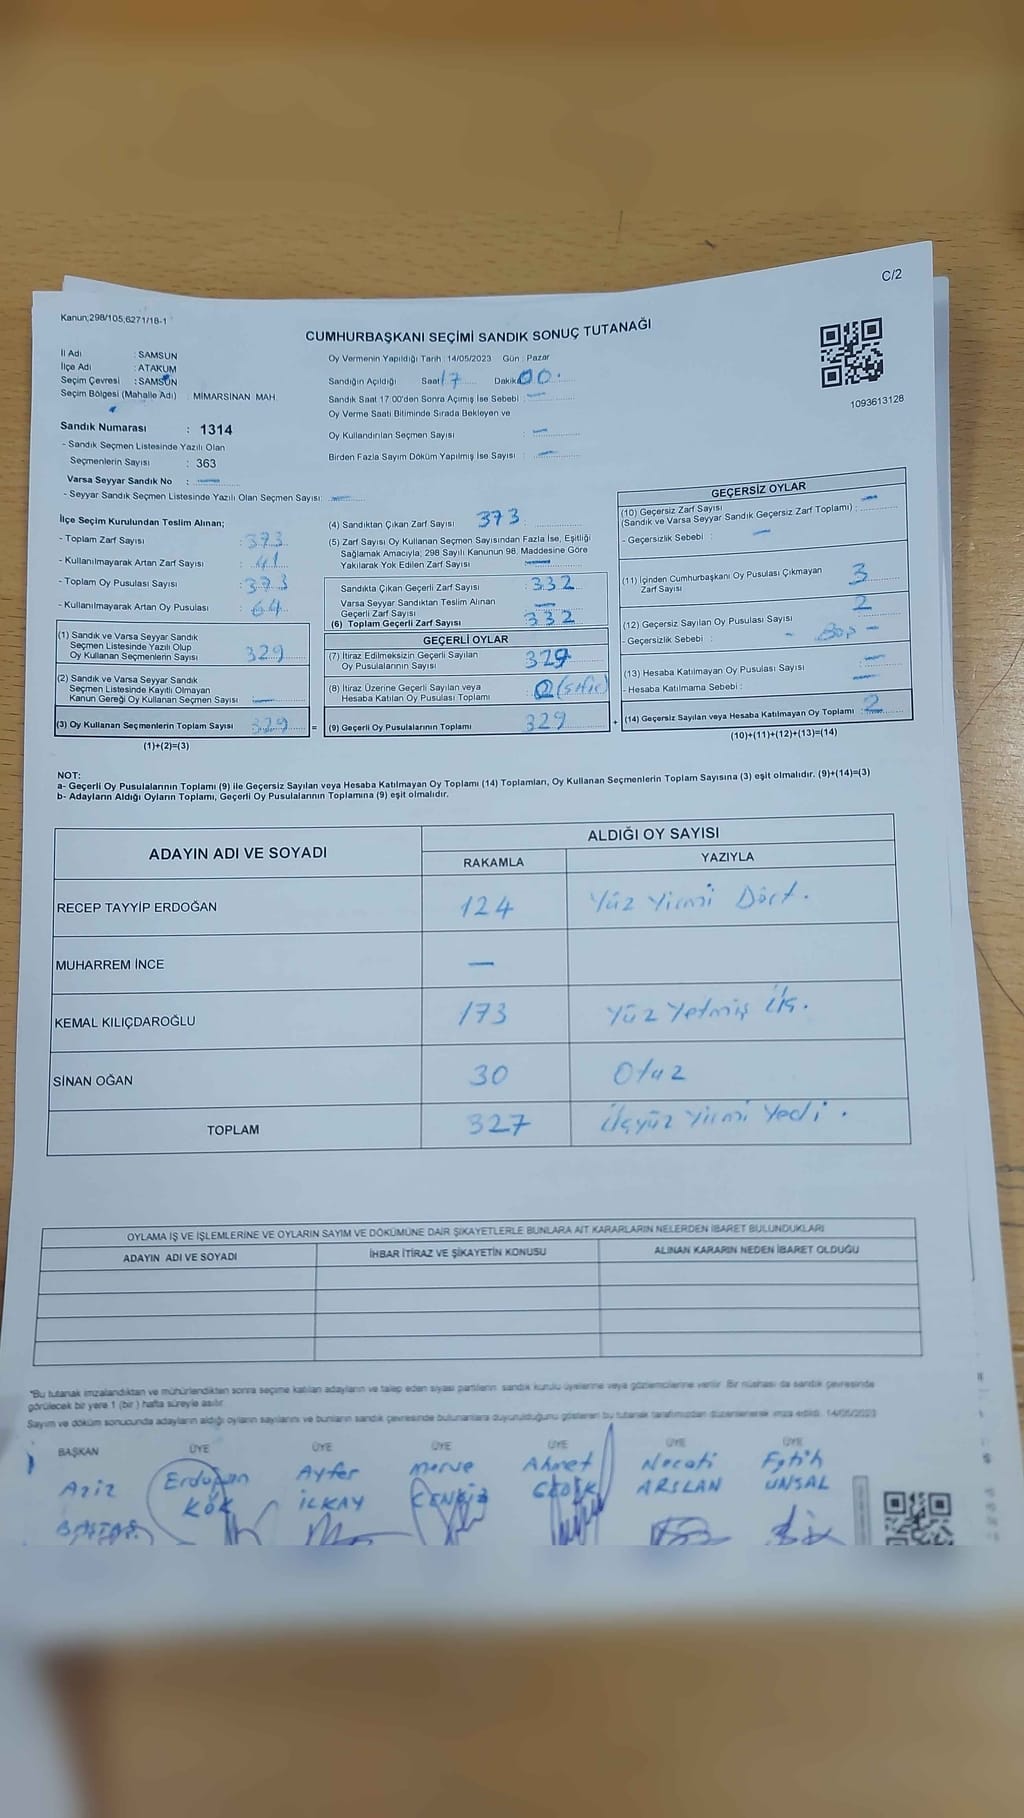 C/2
Kanun;298/105;6271/18-1
CUMHURBAŞKANI SEÇİMİ SANDIK SONUÇ TUTANAĞI
1093613128
İl Adı : SAMSUN
İlçe Adı : ATAKUM
Seçim Çevresi : SAMSUN
Seçim Bölgesi (Mahalle Adı) : MİMARSİNAN MAH.
Sandık Numarası : 1314
- Sandık Seçmen Listesinde Yazılı Olan
Seçmenlerin Sayısı : 363
Varsa Seyyar Sandık No : —
- Seyyar Sandık Seçmen Listesinde Yazılı Olan Seçmen Sayısı: —
Oy Vermenin Yapıldığı Tarih : 14/05/2023 Gün : Pazar
Sandığın Açıldığı Saat 17 Dakika 00.
Sandık Saat 17:00'den Sonra Açımış İse Sebebi : —
Oy Verme Saati Bitiminde Sırada Bekleyen ve
Oy Kullandırılan Seçmen Sayısı : —
Birden Fazla Sayım Döküm Yapılmış İse Sayısı : —
İlçe Seçim Kurulundan Teslim Alınan;
- Toplam Zarf Sayısı : 373
- Kullanılmayarak Artan Zarf Sayısı : 41
- Toplam Oy Pusulası Sayısı : 373
- Kullanılmayarak Artan Oy Pusulası : 64
(1) Sandık ve Varsa Seyyar Sandık
Seçmen Listesinde Yazılı Olup
Oy Kullanan Seçmenlerin Sayısı : 329
(2) Sandık ve Varsa Seyyar Sandık
Seçmen Listesinde Kayıtlı Olmayan
Kanun Gereği Oy Kullanan Seçmen Sayısı : —
(3) Oy Kullanan Seçmenlerin Toplam Sayısı : 329 =
(1)+(2)=(3)
(4) Sandıktan Çıkan Zarf Sayısı 373
(5) Zarf Sayısı Oy Kullanan Seçmen Sayısından Fazla İse, Eşitliği
Sağlamak Amacıyla; 298 Sayılı Kanunun 98. Maddesine Göre
Yakılarak Yok Edilen Zarf Sayısı : —
Sandıkta Çıkan Geçerli Zarf Sayısı : 332
Varsa Seyyar Sandıktan Teslim Alınan
Geçerli Zarf Sayısı : —
(6) Toplam Geçerli Zarf Sayısı : 332
GEÇERLİ OYLAR
(7) İtiraz Edilmeksizin Geçerli Sayılan
Oy Pusulalarının Sayısı : 329
(8) İtiraz Üzerine Geçerli Sayılan veya
Hesaba Katılan Oy Pusulası Toplamı : 0 (sıfır)
(9) Geçerli Oy Pusulalarının Toplamı : 329 +
GEÇERSİZ OYLAR
(10) Geçersiz Zarf Sayısı
(Sandık ve Varsa Seyyar Sandık Geçersiz Zarf Toplamı) : —
- Geçersizlik Sebebi : —
(11) İçinden Cumhurbaşkanı Oy Pusulası Çıkmayan
Zarf Sayısı 3
(12) Geçersiz Sayılan Oy Pusulası Sayısı 2
- Geçersizlik Sebebi : - Boş -
(13) Hesaba Katılmayan Oy Pusulası Sayısı —
- Hesaba Katılmama Sebebi : —
(14) Geçersiz Sayılan veya Hesaba Katılmayan Oy Toplamı : 2
(10)+(11)+(12)+(13)=(14)
NOT:
a- Geçerli Oy Pusulalarının Toplamı (9) ile Geçersiz Sayılan veya Hesaba Katılmayan Oy Toplamı (14) Toplamları, Oy Kullanan Seçmenlerin Toplam Sayısına (3) eşit olmalıdır. (9)+(14)=(3)
b- Adayların Aldığı Oyların Toplamı, Geçerli Oy Pusulalarının Toplamına (9) eşit olmalıdır.
ADAYIN ADI VE SOYADI ALDIĞI OY SAYISI
RAKAMLA YAZIYLA
RECEP TAYYİP ERDOĞAN 124 Yüz Yirmi Dört.
MUHARREM İNCE —
KEMAL KILIÇDAROĞLU 173 Yüz Yetmiş Üç.
SİNAN OĞAN 30 Otuz
TOPLAM 327 Üçyüz Yirmi Yedi.
OYLAMA İŞ VE İŞLEMLERİNE VE OYLARIN SAYIM VE DÖKÜMÜNE DAİR ŞİKAYETLERLE BUNLARA AİT KARARLARIN NELERDEN İBARET BULUNDUKLARI
ADAYIN ADI VE SOYADI İHBAR İTİRAZ VE ŞİKAYETİN KONUSU ALINAN KARARIN NEDEN İBARET OLDUĞU
"Bu tutanak imzalandıktan ve mühürlendikten sonra seçime katılan adayların ve talep eden siyasi partilerin sandık kurulu üyelerine veya gözlemcilerine verilir. Bir nüshası da sandık çevresinde
görülecek bir yere 1 (bir) hafta süreyle asılır.
Sayım ve döküm sonucunda adayların aldığı oyların sayılarını ve bunların sandık çevresinde bulunanlara duyurulduğunu gösteren bu tutanak tarafımızdan düzenlenerek imza edildi. 14/05/2023
BAŞKAN ÜYE ÜYE ÜYE ÜYE ÜYE ÜYE
Aziz Erdoğan Ayfer Merve Ahmet Necati Fatih
KÖK İLKAY CENGİZ ARSLAN ÜNSAL